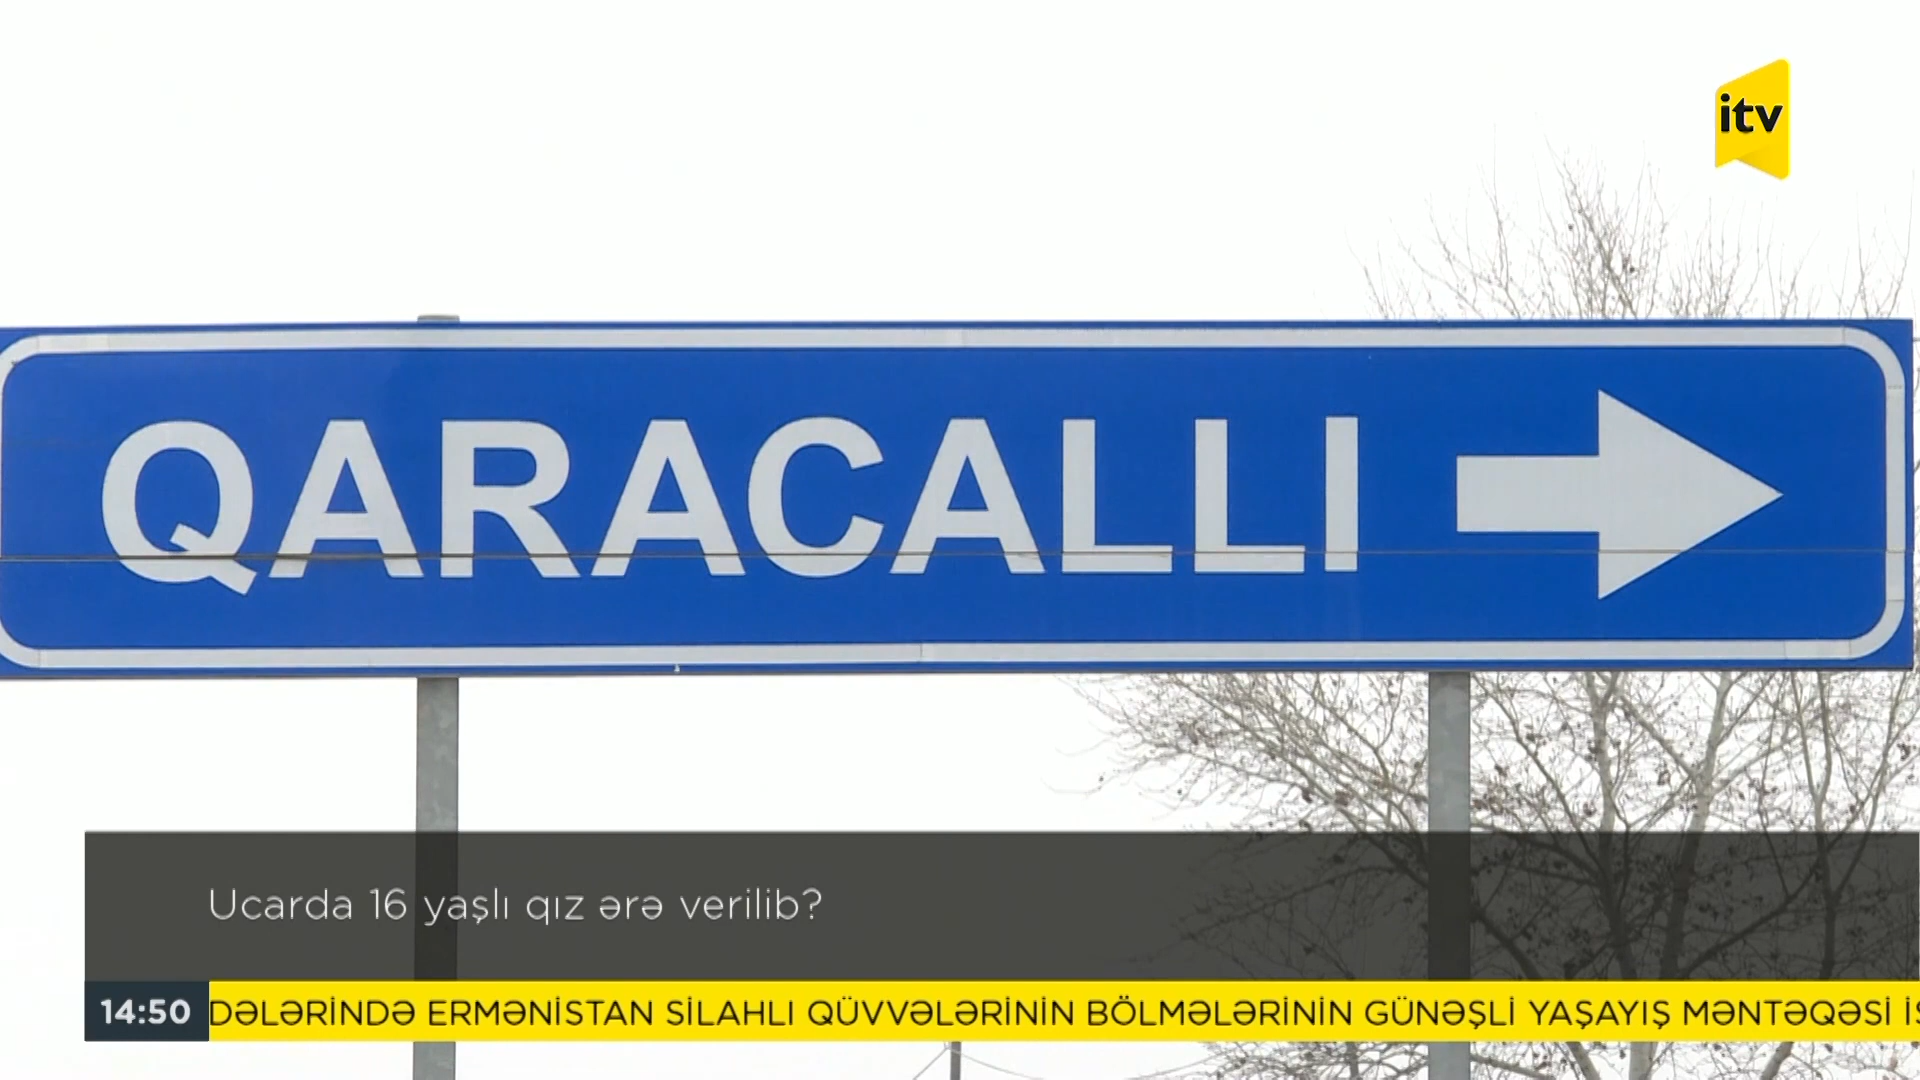 itv
QARACALLI
Ucarda 16 yaşlı qız ərə verilib?
14:50 DƏLƏRİNDƏ ERMƏNİSTAN SİLAHLI QÜVVƏLƏRİNİN BÖLMƏLƏRİNİN GÜNƏŞLİ YAŞAYIŞ MƏNTƏQƏSİ